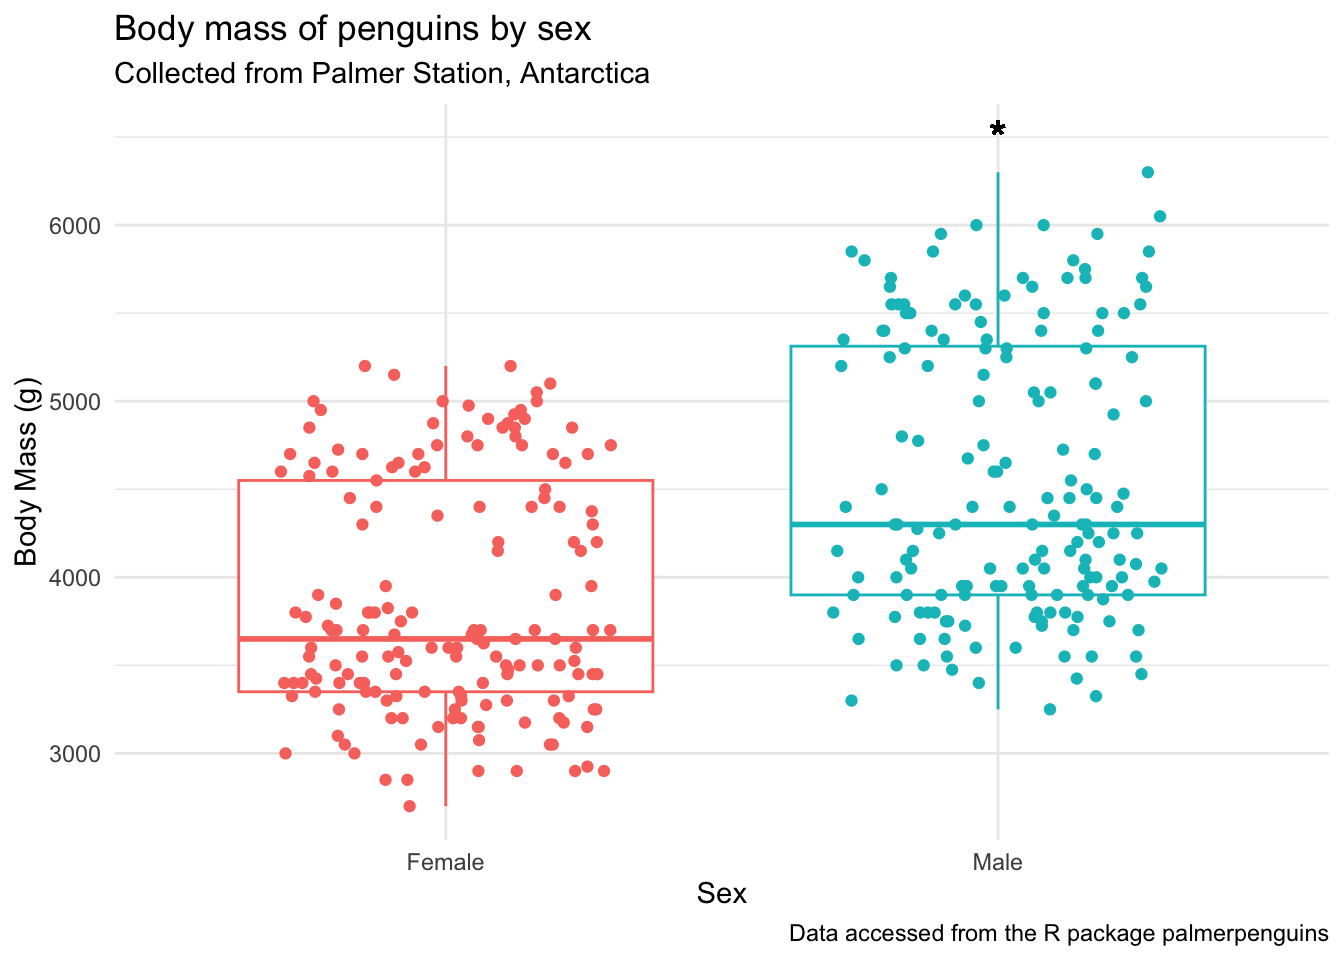 Body mass of penguins by sex
Collected from Palmer Station, Antarctica
*
6000
5000
4000
3000
Body Mass (g)
Female
Male
Sex
Data accessed from the R package palmerpenguins